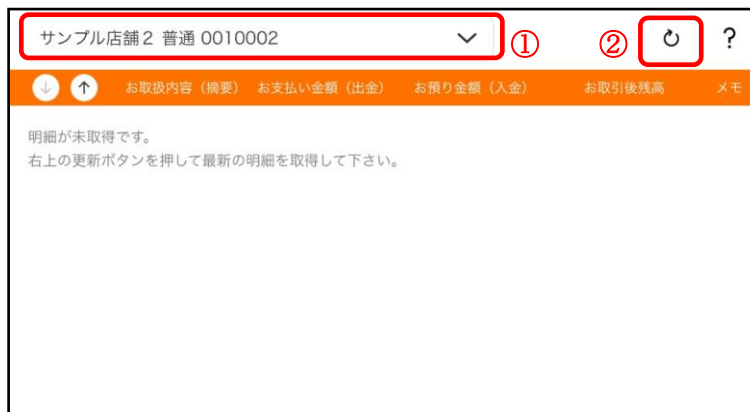 サンプル店舗2 普通 0010002 ① ② ?
お取扱内容（摘要） お支払い金額（出金） お預り金額（入金） お取引後残高 メモ
明細が未取得です。
右上の更新ボタンを押して最新の明細を取得して下さい。